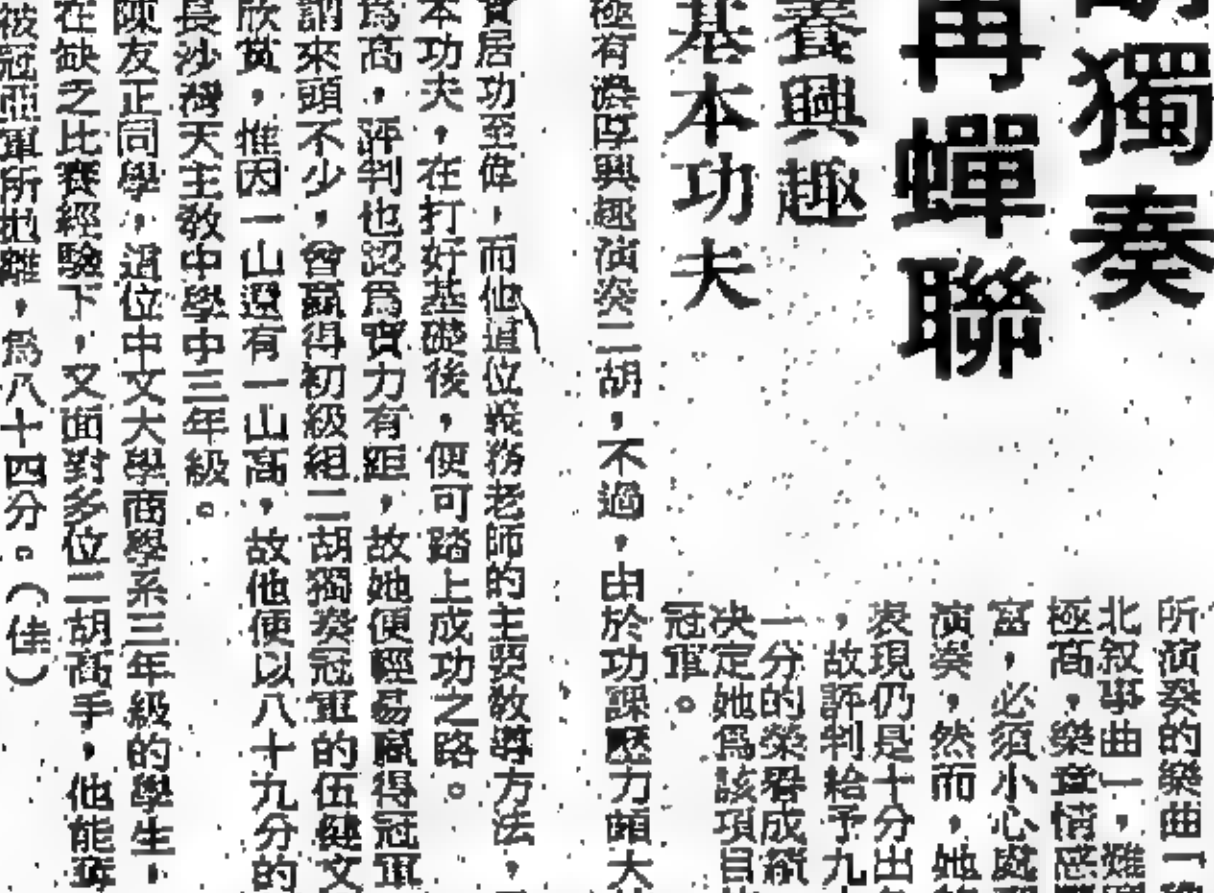 胡獨奏
再蟬聯
養興趣
基本功夫
所演奏的樂曲「豫
北叙事曲」,難
極高,樂章情感
富,必須小心處理
演奏,然而,她
表現仍是十分出
,故評判給予九十
一分的榮譽成績
決定她爲該項目
冠軍。
極有濃厚興趣演奏二胡,不過,由於功課壓力頗大
實居功至偉,而他這位義務老師的主要教導方法,
本功夫,在打好基礎後,便可踏上成功之路。
爲高,評判也認爲實力有距,故她便輕易贏得冠軍
謂來頭不少,曾贏得初級組二胡獨奏冠軍的伍健文
欣賞,惟因一山還有一山高,故他便以八十九分的
長沙灣天主教中學中三年級。
陳友正同學,這位中文大學商學系三年級的學生,
在缺之比賽經驗下,又面對多位二胡高手,他能獲
被冠亞軍所抛離,爲八十四分。(佳)